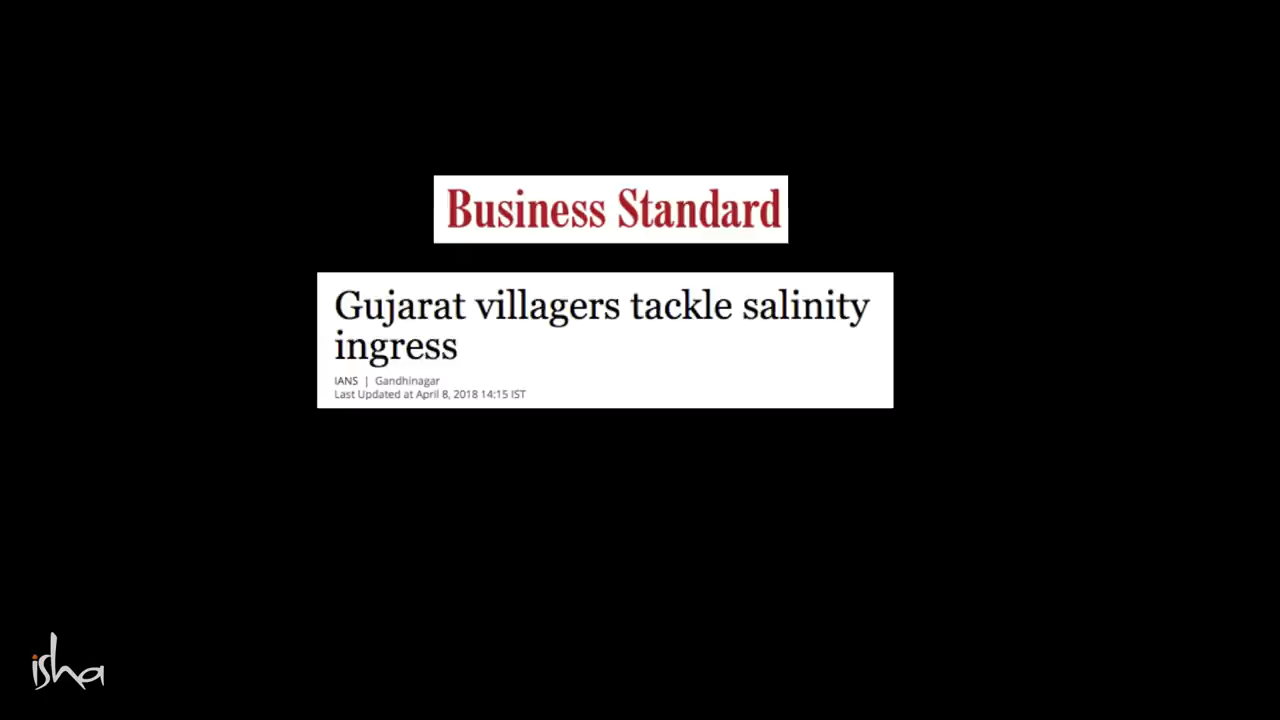 Business Standard
Gujarat villagers tackle salinity
ingress
IANS | Gandhinagar
Last Updated at April 8, 2018 14:15 IST
isha